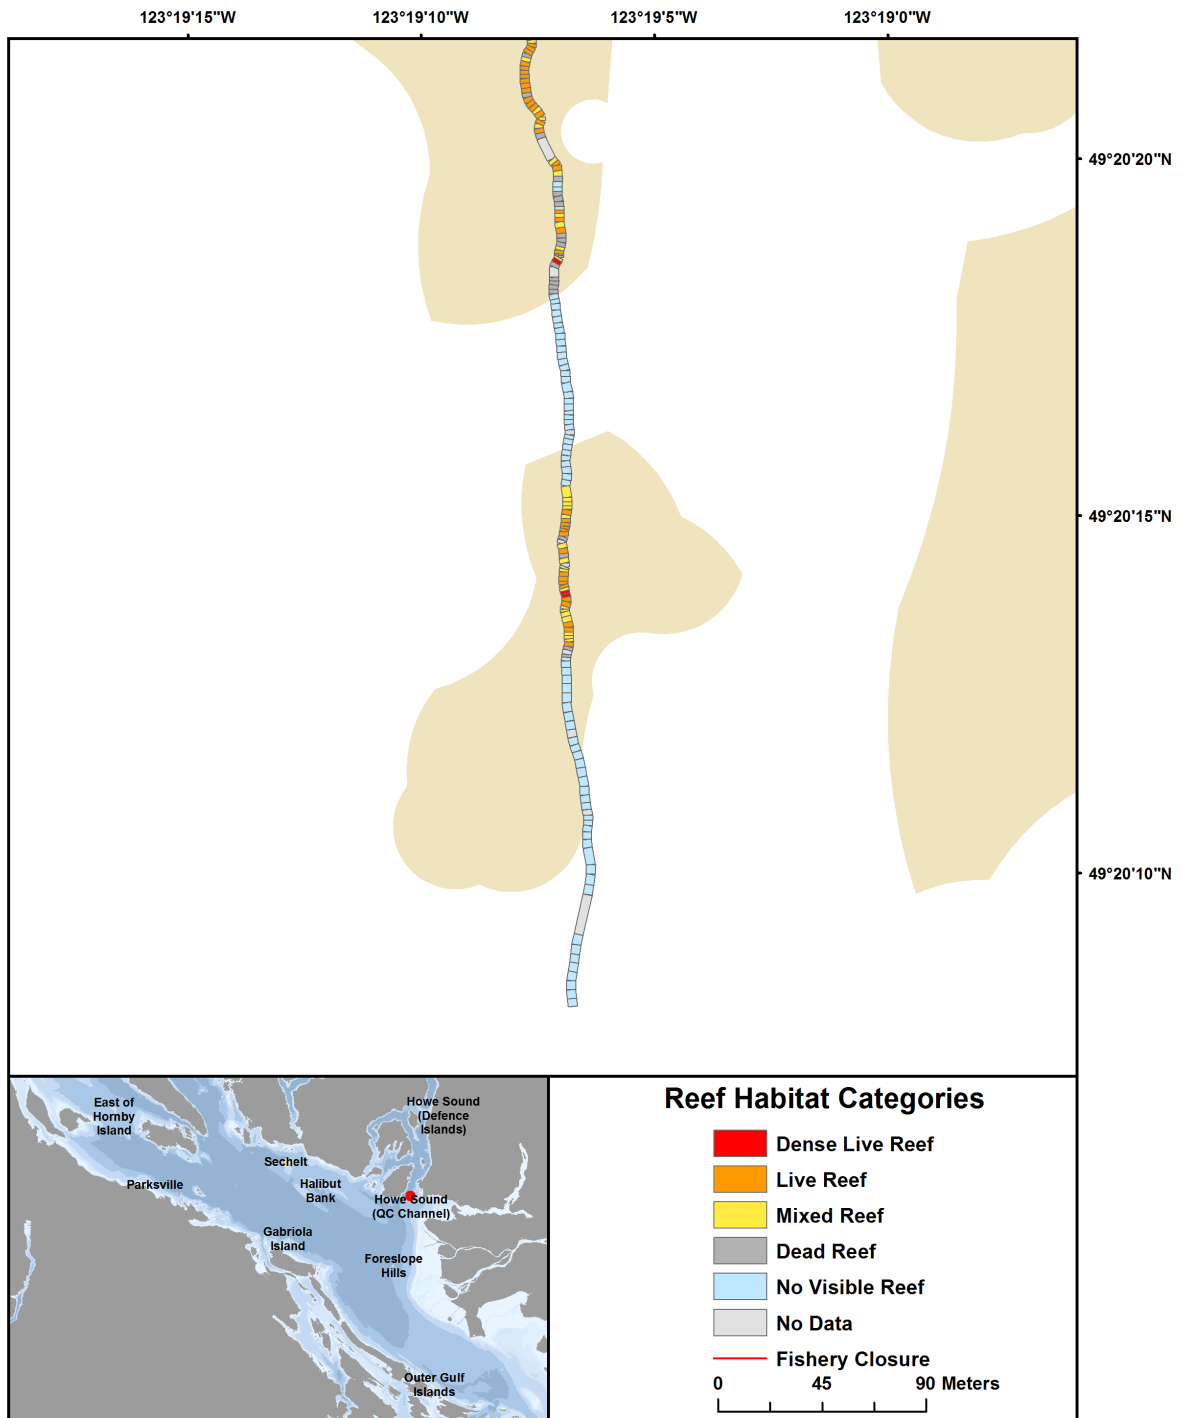 123°19'15"W 123°19'10"W 123°19'5"W 123°19'0"W
49°20'20"N
49°20'15"N
49°20'10"N
East of
Hornby
Island
Howe Sound
(Defence
Islands)
Sechelt
Parksville
Halibut
Bank
Howe Sound
(QC Channel)
Gabriola
Island
Foreslope
Hills
Outer Gulf
Islands
Reef Habitat Categories
Dense Live Reef
Live Reef
Mixed Reef
Dead Reef
No Visible Reef
No Data
Fishery Closure
0 45 90 Meters